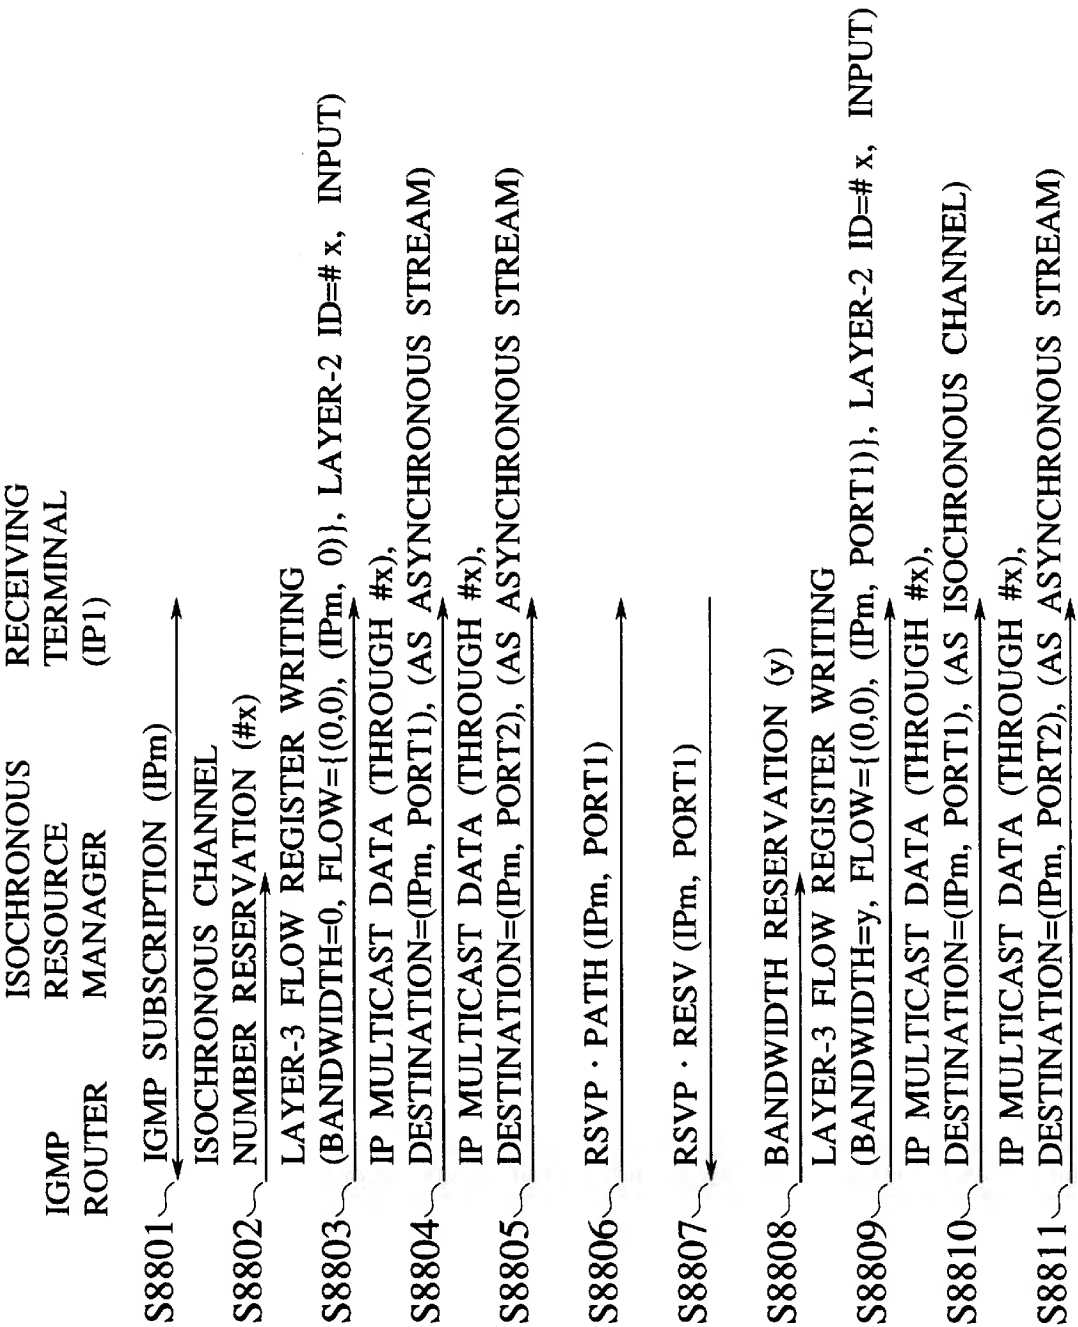 IGMP
ROUTER
ISOCHRONOUS
RESOURCE
MANAGER
RECEIVING
TERMINAL
(IP1)
S8801
IGMP SUBSCRIPTION (IPm)
S8802
ISOCHRONOUS CHANNEL
NUMBER RESERVATION (#x)
S8803
LAYER-3 FLOW REGISTER WRITING
(BANDWIDTH=0, FLOW={(0,0), (IPm, 0)}, LAYER-2 ID=# x, INPUT)
S8804
IP MULTICAST DATA (THROUGH #x),
DESTINATION=(IPm, PORT1), (AS ASYNCHRONOUS STREAM)
S8805
IP MULTICAST DATA (THROUGH #x),
DESTINATION=(IPm, PORT2), (AS ASYNCHRONOUS STREAM)
S8806
RSVP · PATH (IPm, PORT1)
S8807
RSVP · RESV (IPm, PORT1)
S8808
BANDWIDTH RESERVATION (y)
S8809
LAYER-3 FLOW REGISTER WRITING
(BANDWIDTH=y, FLOW={(0,0), (IPm, PORT1)}, LAYER-2 ID=# x, INPUT)
S8810
IP MULTICAST DATA (THROUGH #x),
DESTINATION=(IPm, PORT1), (AS ISOCHRONOUS CHANNEL)
S8811
IP MULTICAST DATA (THROUGH #x),
DESTINATION=(IPm, PORT2), (AS ASYNCHRONOUS STREAM)